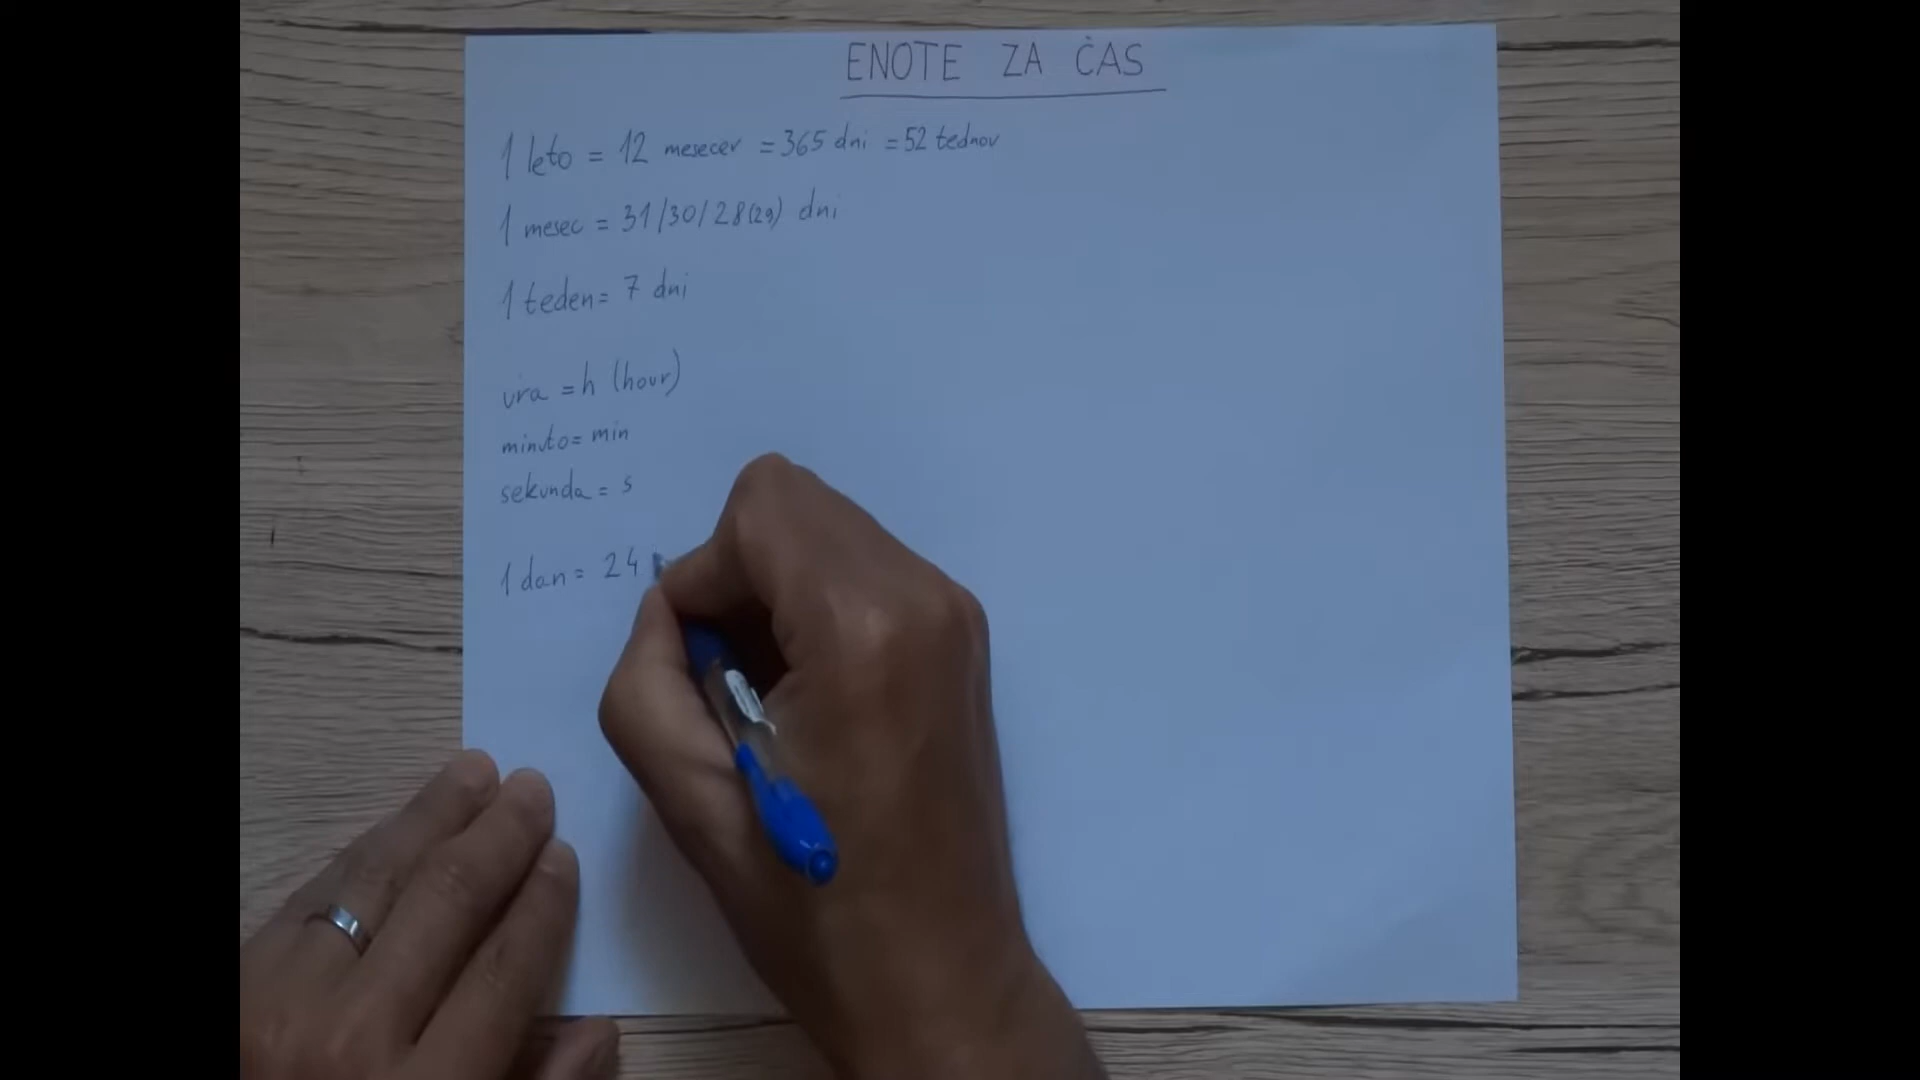 ENOTE ZA ČAS
1 leto = 12 mesecev = 365 dni = 52 tednov
1 mesec = 31/30/28(29) dni
1 teden = 7 dni
ura = h (hour)
minuto = min
sekunda = s
1 dan = 24